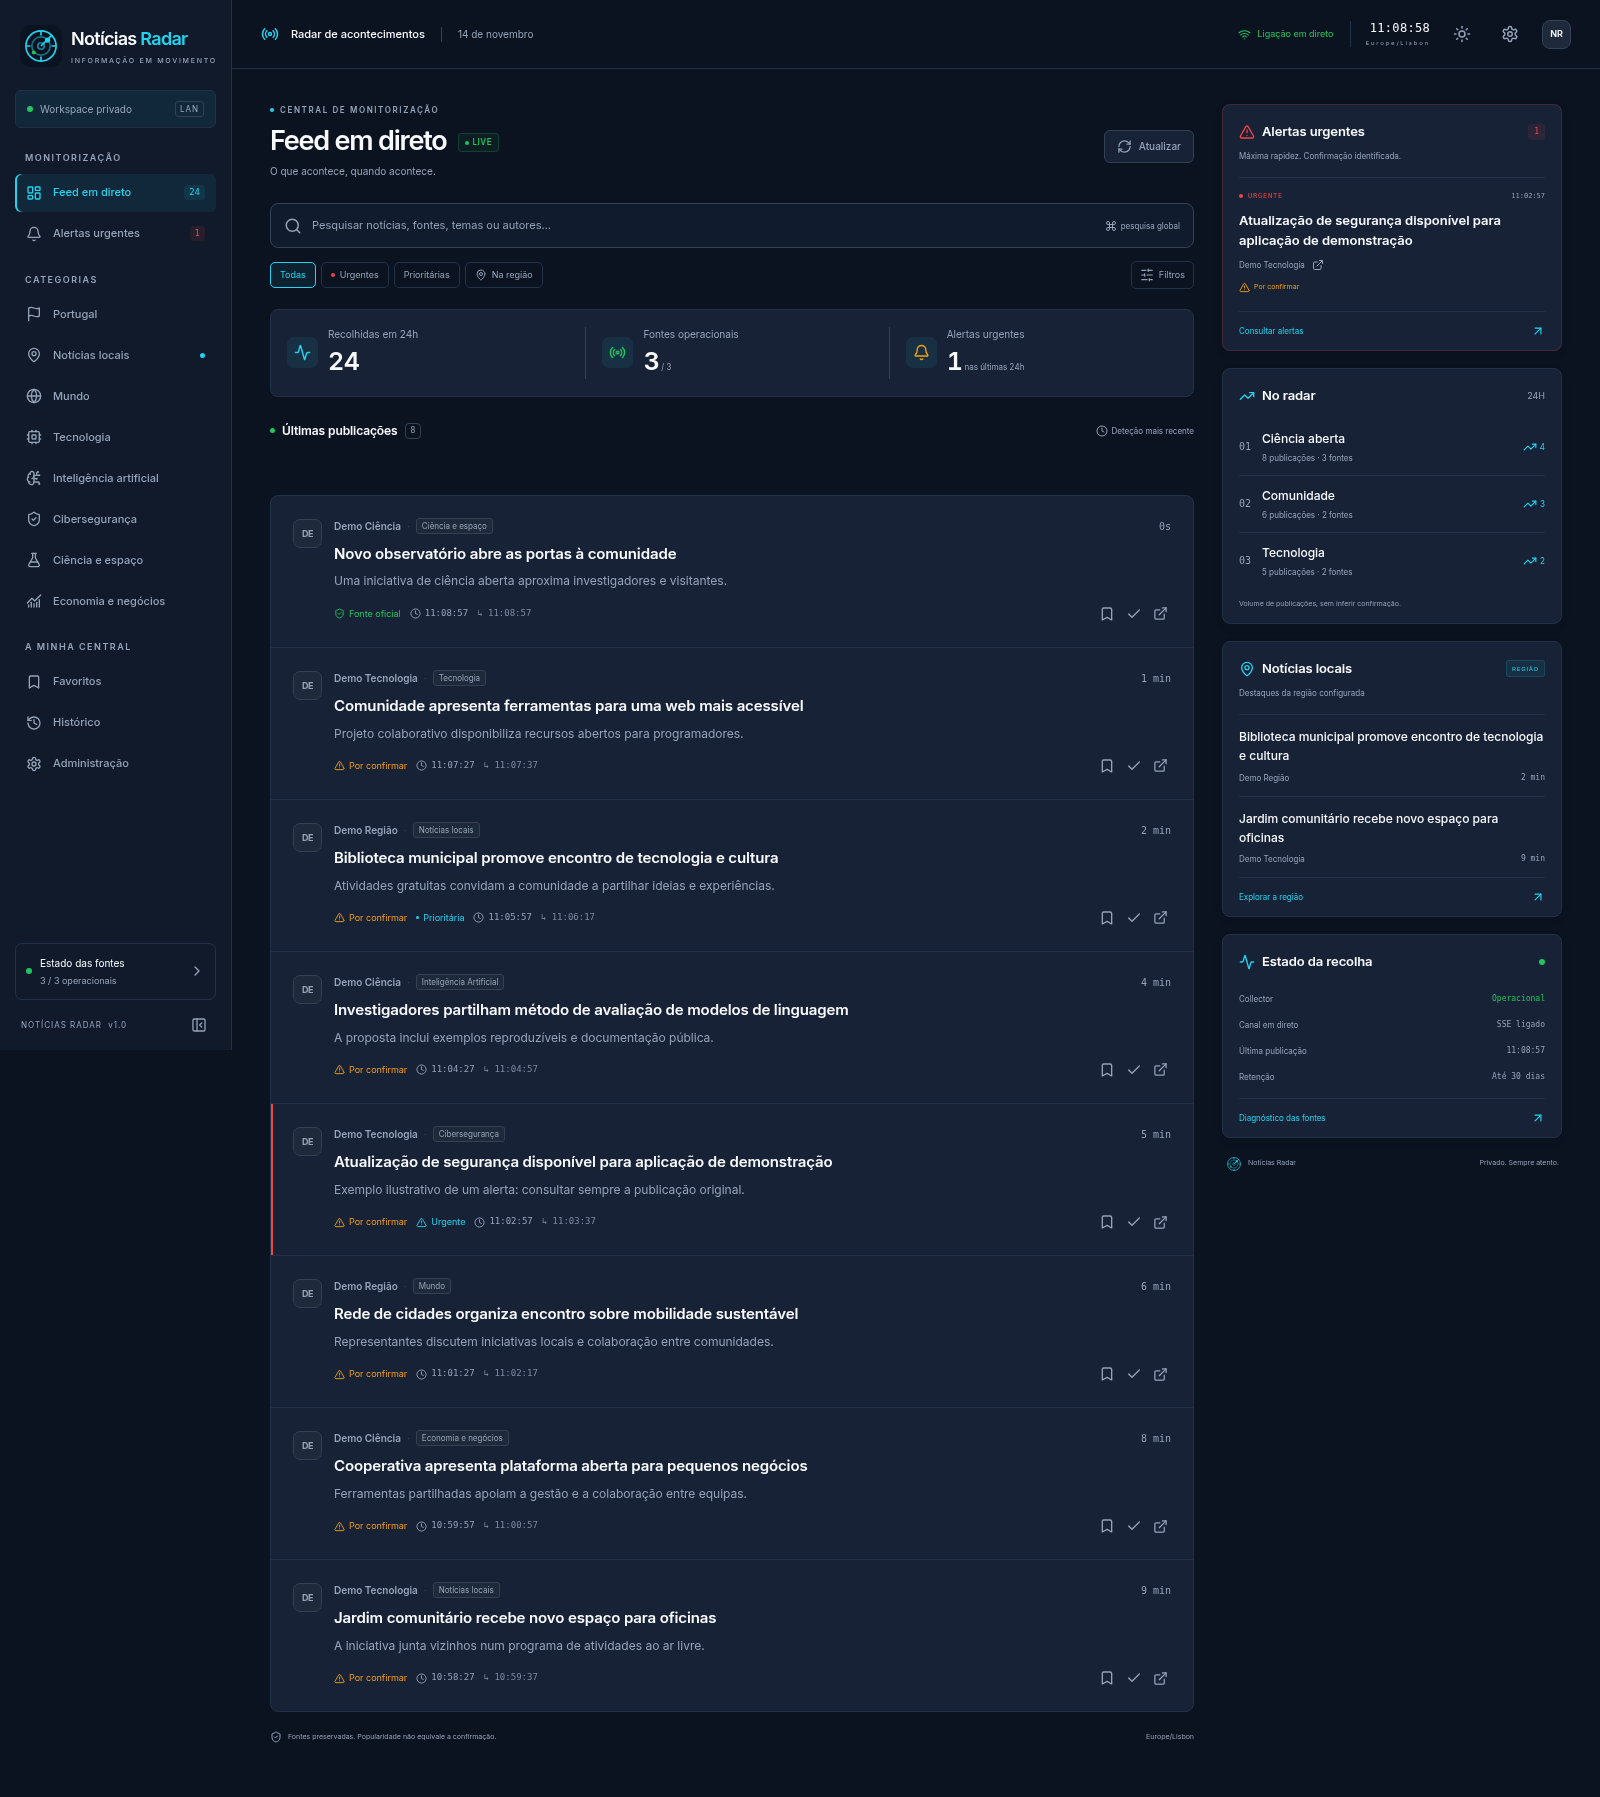 Notícias Radar
INFORMAÇÃO EM MOVIMENTO
Workspace privado
LAN
MONITORIZAÇÃO
Feed em direto
24
Alertas urgentes
1
CATEGORIAS
Portugal
Notícias locais
Mundo
Tecnologia
Inteligência artificial
Cibersegurança
Ciência e espaço
Economia e negócios
A MINHA CENTRAL
Favoritos
Histórico
Administração
Estado das fontes
3 / 3 operacionais
NOTÍCIAS RADAR v1.0
Radar de acontecimentos
14 de novembro
Ligação em direto
11:08:58
Europe/Lisbon
NR
CENTRAL DE MONITORIZAÇÃO
Feed em direto
LIVE
O que acontece, quando acontece.
Atualizar
Pesquisar notícias, fontes, temas ou autores...
⌘ pesquisa global
Todas
Urgentes
Prioritárias
Na região
Filtros
Recolhidas em 24h
24
Fontes operacionais
3 / 3
Alertas urgentes
1 nas últimas 24h
Últimas publicações
8
Deteção mais recente
DE
Demo Ciência · Ciência e espaço
0s
Novo observatório abre as portas à comunidade
Uma iniciativa de ciência aberta aproxima investigadores e visitantes.
Fonte oficial 11:08:57 ↳ 11:08:57
DE
Demo Tecnologia · Tecnologia
1 min
Comunidade apresenta ferramentas para uma web mais acessível
Projeto colaborativo disponibiliza recursos abertos para programadores.
Por confirmar 11:07:27 ↳ 11:07:37
DE
Demo Região · Notícias locais
2 min
Biblioteca municipal promove encontro de tecnologia e cultura
Atividades gratuitas convidam a comunidade a partilhar ideias e experiências.
Por confirmar • Prioritária 11:05:57 ↳ 11:06:17
DE
Demo Ciência · Inteligência Artificial
4 min
Investigadores partilham método de avaliação de modelos de linguagem
A proposta inclui exemplos reproduzíveis e documentação pública.
Por confirmar 11:04:27 ↳ 11:04:57
DE
Demo Tecnologia · Cibersegurança
5 min
Atualização de segurança disponível para aplicação de demonstração
Exemplo ilustrativo de um alerta: consultar sempre a publicação original.
Por confirmar Urgente 11:02:57 ↳ 11:03:37
DE
Demo Região · Mundo
6 min
Rede de cidades organiza encontro sobre mobilidade sustentável
Representantes discutem iniciativas locais e colaboração entre comunidades.
Por confirmar 11:01:27 ↳ 11:02:17
DE
Demo Ciência · Economia e negócios
8 min
Cooperativa apresenta plataforma aberta para pequenos negócios
Ferramentas partilhadas apoiam a gestão e a colaboração entre equipas.
Por confirmar 10:59:57 ↳ 11:00:57
DE
Demo Tecnologia · Notícias locais
9 min
Jardim comunitário recebe novo espaço para oficinas
A iniciativa junta vizinhos num programa de atividades ao ar livre.
Por confirmar 10:58:27 ↳ 10:59:37
Fontes preservadas. Popularidade não equivale a confirmação.
Europe/Lisbon
Alertas urgentes
1
Máxima rapidez. Confirmação identificada.
URGENTE
11:02:57
Atualização de segurança disponível para
aplicação de demonstração
Demo Tecnologia
Por confirmar
Consultar alertas
No radar
24H
01
Ciência aberta
8 publicações · 3 fontes
4
02
Comunidade
6 publicações · 2 fontes
3
03
Tecnologia
5 publicações · 2 fontes
2
Volume de publicações, sem inferir confirmação.
Notícias locais
REGIÃO
Destaques da região configurada
Biblioteca municipal promove encontro de tecnologia
e cultura
Demo Região
2 min
Jardim comunitário recebe novo espaço para
oficinas
Demo Tecnologia
9 min
Explorar a região
Estado da recolha
Collector
Operacional
Canal em direto
SSE ligado
Última publicação
11:08:57
Retenção
Até 30 dias
Diagnóstico das fontes
Notícias Radar
Privado. Sempre atento.